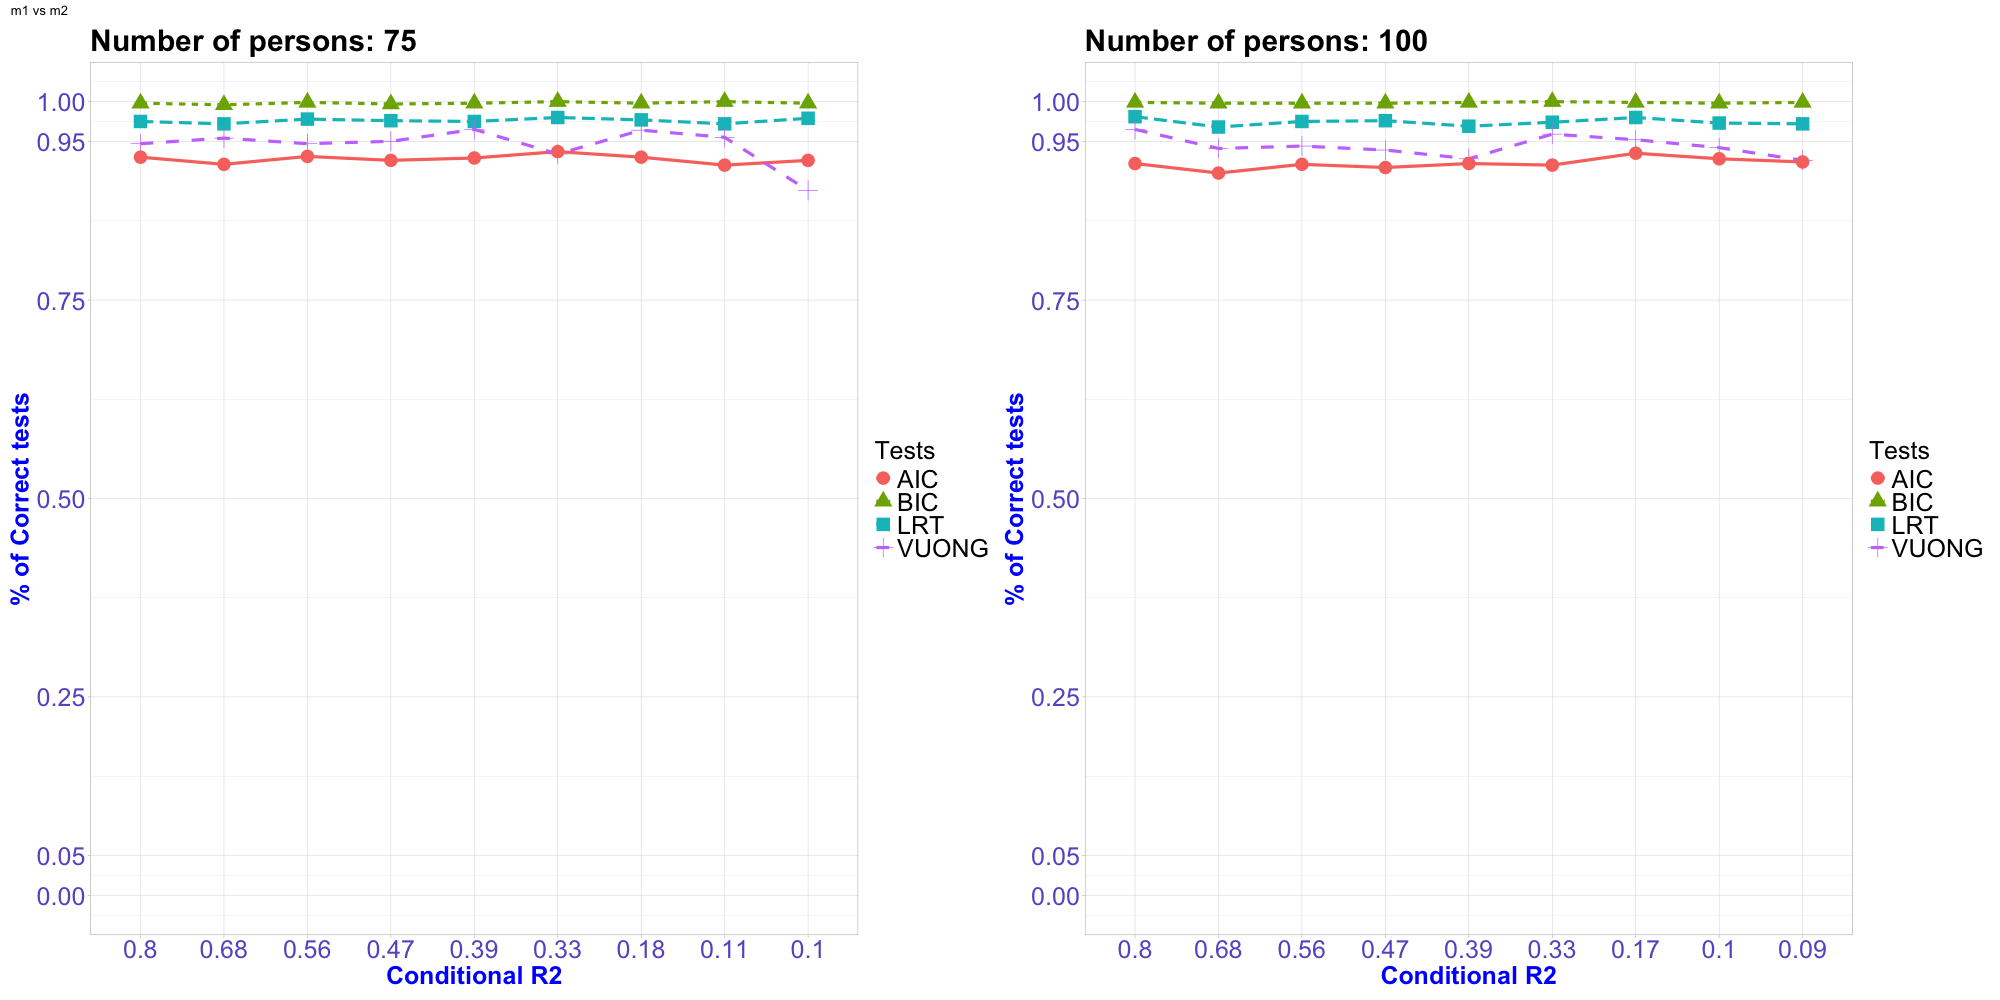 m1 vs m2
Number of persons: 75
1.00
0.95
0.75
0.50
0.25
0.05
0.00
% of Correct tests
0.8 0.68 0.56 0.47 0.39 0.33 0.18 0.11 0.1
Conditional R2
Tests
AIC
BIC
LRT
VUONG
Number of persons: 100
1.00
0.95
0.75
0.50
0.25
0.05
0.00
% of Correct tests
0.8 0.68 0.56 0.47 0.39 0.33 0.17 0.1 0.09
Conditional R2
Tests
AIC
BIC
LRT
VUONG